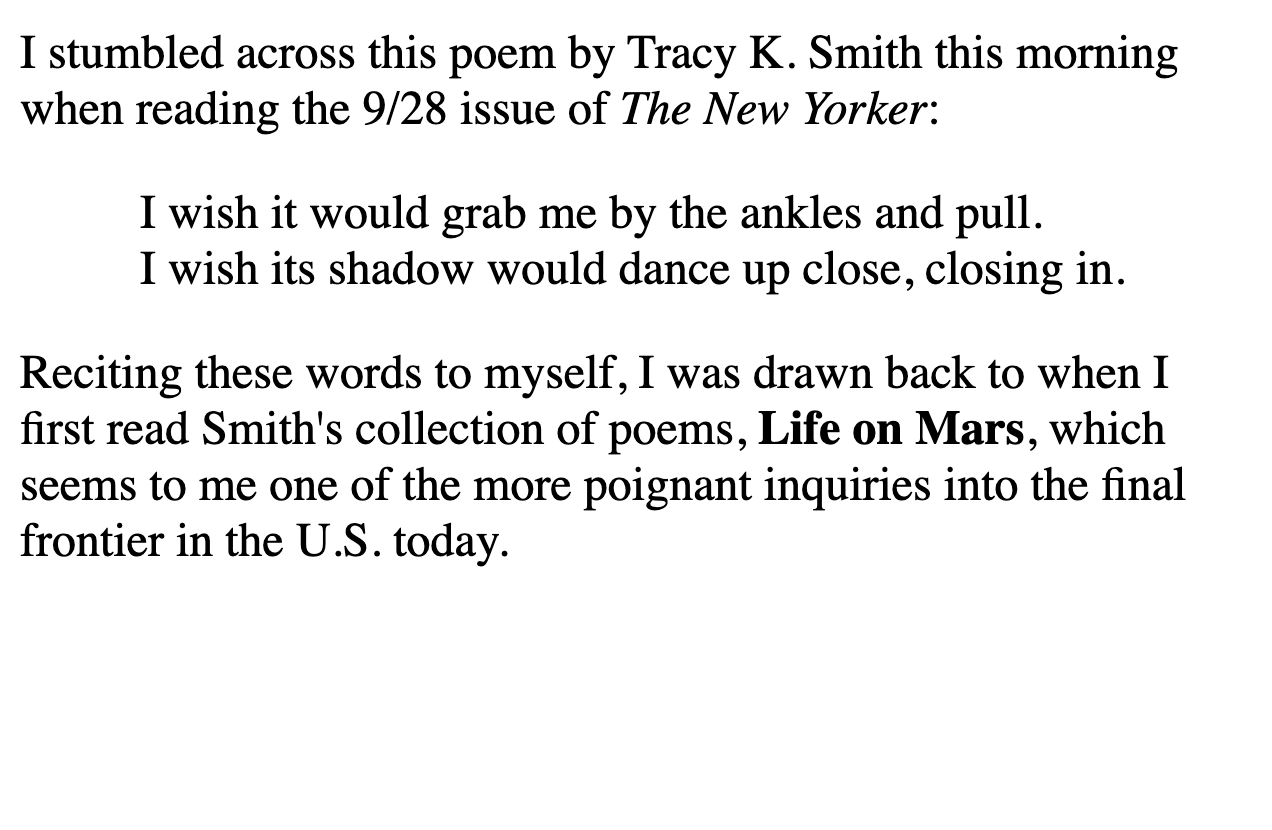 I stumbled across this poem by Tracy K. Smith this morning
when reading the 9/28 issue of The New Yorker:
I wish it would grab me by the ankles and pull.
I wish its shadow would dance up close, closing in.
Reciting these words to myself, I was drawn back to when I
first read Smith's collection of poems, Life on Mars, which
seems to me one of the more poignant inquiries into the final
frontier in the U.S. today.